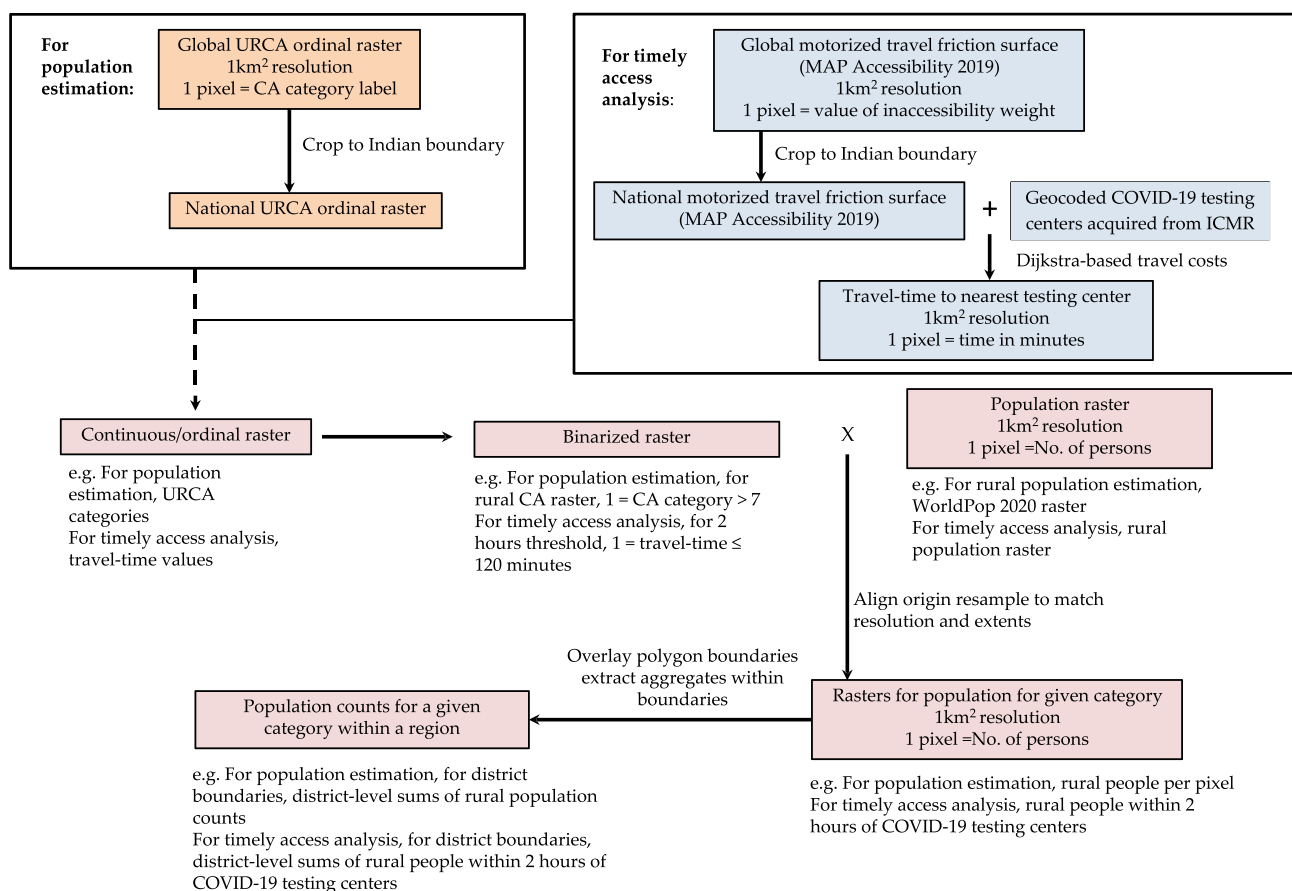 For
population
estimation:
Global URCA ordinal raster
1km² resolution
1 pixel = CA category label
Crop to Indian boundary
National URCA ordinal raster
For timely
access
analysis:
Global motorized travel friction surface
(MAP Accessibility 2019)
1km² resolution
1 pixel = value of inaccessibility weight
Crop to Indian boundary
National motorized travel friction surface
(MAP Accessibility 2019)
+
Geocoded COVID-19 testing
centers acquired from ICMR
Dijkstra-based travel costs
Travel-time to nearest testing center
1km² resolution
1 pixel = time in minutes
Continuous/ordinal raster
e.g. For population
estimation, URCA
categories
For timely access analysis,
travel-time values
Binarized raster
e.g. For population estimation, for
rural CA raster, 1 = CA category > 7
For timely access analysis, for 2
hours threshold, 1 = travel-time ≤
120 minutes
X
Population raster
1km² resolution
1 pixel =No. of persons
e.g. For rural population estimation,
WorldPop 2020 raster
For timely access analysis, rural
population raster
Align origin resample to match
resolution and extents
Rasters for population for given category
1km² resolution
1 pixel =No. of persons
e.g. For population estimation, rural people per pixel
For timely access analysis, rural people within 2
hours of COVID-19 testing centers
Overlay polygon boundaries
extract aggregates within
boundaries
Population counts for a given
category within a region
e.g. For population estimation, for district
boundaries, district-level sums of rural population
counts
For timely access analysis, for district boundaries,
district-level sums of rural people within 2 hours of
COVID-19 testing centers